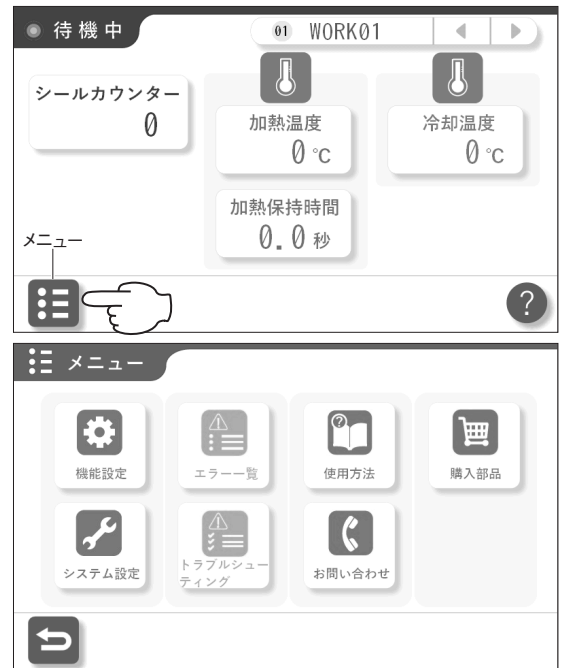 待機中
01 WORK01
シールカウンター
0
加熱温度
0 ℃
冷却温度
0 ℃
加熱保持時間
0.0 秒
メニュー
?
メニュー
機能設定
エラー一覧
?
使用方法
購入部品
システム設定
トラブルシュー
ティング
お問い合わせ